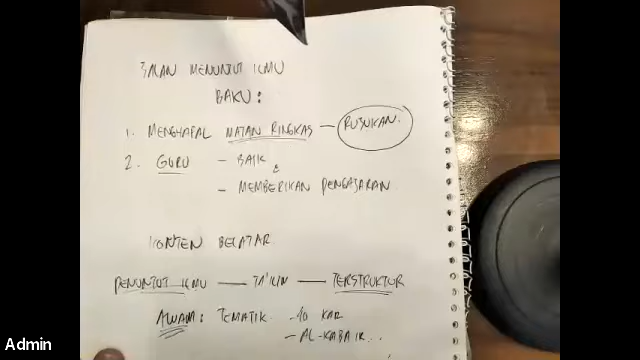 JALAN MENUNTUT ILMU
BAKU :
1. MENGHAFAL MATAN RINGKAS — RUJUKAN.
2. GURU - BAIK
&
- MEMBERIKAN PENGAJARAN
KONTEN BELAJAR
PENUNTUT ILMU — TA'LIM — TERSTRUKTUR
AWAM : TEMATIK
- AL-KABAIR...
Admin